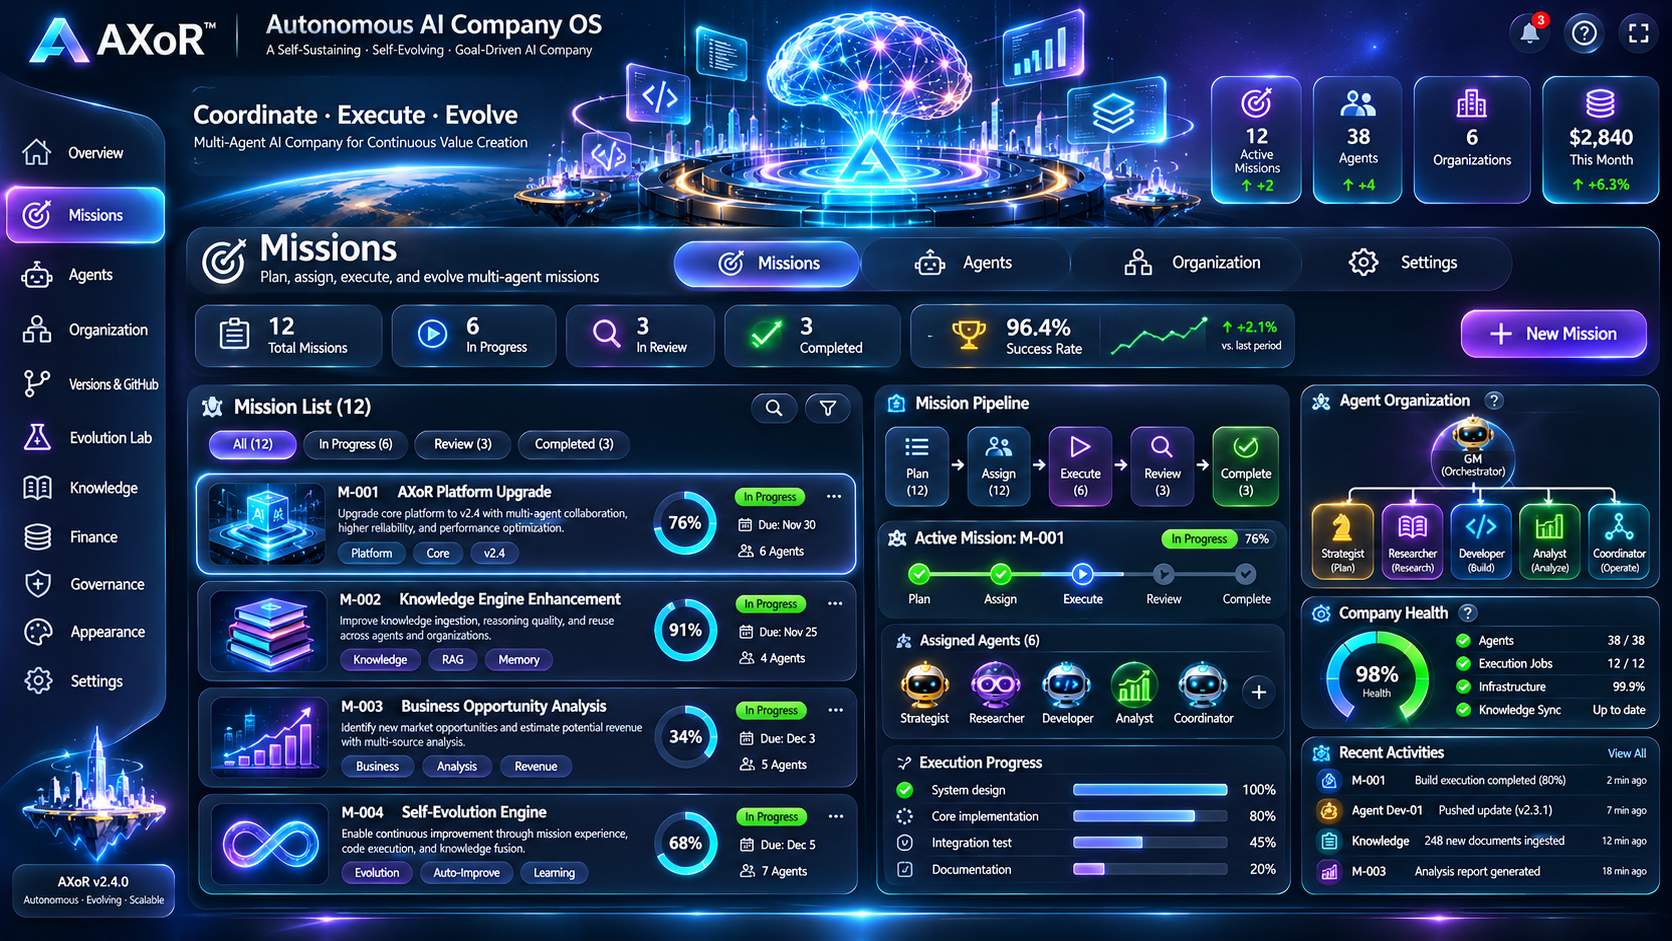 AXoR™
Autonomous AI Company OS
A Self-Sustaining · Self-Evolving · Goal-Driven AI Company
3
Coordinate · Execute · Evolve
Multi-Agent AI Company for Continuous Value Creation
12
Active
Missions
↑ +2
38
Agents
↑ +4
6
Organizations
$2,840
This Month
↑ +6.3%
Overview
Missions
Agents
Organization
Versions & GitHub
Evolution Lab
Knowledge
Finance
Governance
Appearance
Settings
AXoR v2.4.0
Autonomous · Evolving · Scalable
Missions
Plan, assign, execute, and evolve multi-agent missions
Missions
Agents
Organization
Settings
12
Total Missions
6
In Progress
3
In Review
3
Completed
96.4%
Success Rate
↑ +2.1%
vs. last period
+ New Mission
Mission List (12)
All (12)
In Progress (6)
Review (3)
Completed (3)
M-001 AXoR Platform Upgrade
Upgrade core platform to v2.4 with multi-agent collaboration,
higher reliability, and performance optimization.
Platform
Core
v2.4
76%
In Progress
Due: Nov 30
6 Agents
M-002 Knowledge Engine Enhancement
Improve knowledge ingestion, reasoning quality, and reuse
across agents and organizations.
Knowledge
RAG
Memory
91%
In Progress
Due: Nov 25
4 Agents
M-003 Business Opportunity Analysis
Identify new market opportunities and estimate potential revenue
with multi-source analysis.
Business
Analysis
Revenue
34%
In Progress
Due: Dec 3
5 Agents
M-004 Self-Evolution Engine
Enable continuous improvement through mission experience,
code execution, and knowledge fusion.
Evolution
Auto-Improve
Learning
68%
In Progress
Due: Dec 5
7 Agents
Mission Pipeline
Plan
(12)
Assign
(12)
Execute
(6)
Review
(3)
Complete
(3)
Active Mission: M-001
In Progress 76%
Plan
Assign
Execute
Review
Complete
Assigned Agents (6)
Strategist
Researcher
Developer
Analyst
Coordinator
Execution Progress
System design 100%
Core implementation 80%
Integration test 45%
Documentation 20%
Agent Organization ?
GM
(Orchestrator)
Strategist
(Plan)
Researcher
(Research)
Developer
(Build)
Analyst
(Analyze)
Coordinator
(Operate)
Company Health ?
98%
Health
Agents 38 / 38
Execution Jobs 12 / 12
Infrastructure 99.9%
Knowledge Sync Up to date
Recent Activities View All
M-001 Build execution completed (80%) 2 min ago
Agent Dev-01 Pushed update (v2.3.1) 7 min ago
Knowledge 248 new documents ingested 12 min ago
M-003 Analysis report generated 18 min ago